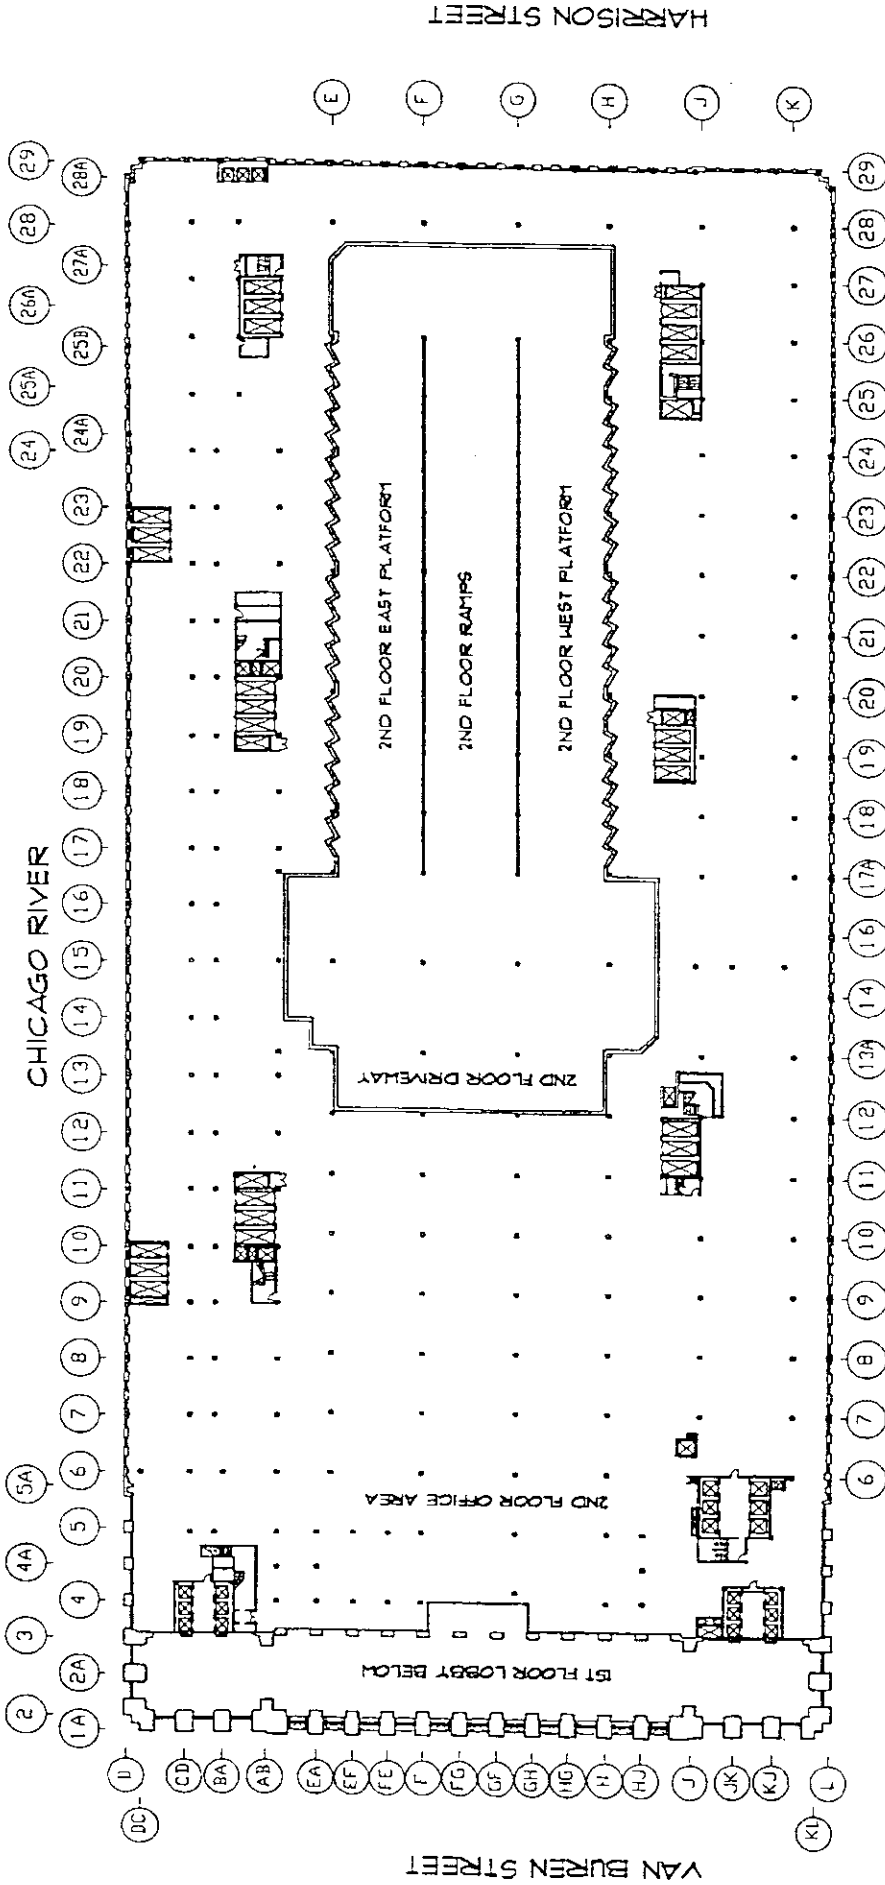 HARRISON STREET
E
F
G
H
J
K
29
28A
28
27A
26A
25B
25A
24A
24
23
22
21
20
19
18
17
16
15
14
13
12
11
10
9
8
7
6
5A
5
4A
4
3
2A
2
1A
CHICAGO RIVER
29
28
27
26
25
24
23
22
21
20
19
18
17A
16
14
13A
12
11
10
9
8
7
6
2ND FLOOR EAST PLATFORM
2ND FLOOR RAMPS
2ND FLOOR WEST PLATFORM
2ND FLOOR DRIVEWAY
2ND FLOOR OFFICE AREA
1ST FLOOR LOBBY BELOW
D
DC
CD
BA
AB
EA
EF
FE
F
FG
GF
GH
HG
H
HJ
J
JK
KJ
KL
L
VAN BUREN STREET